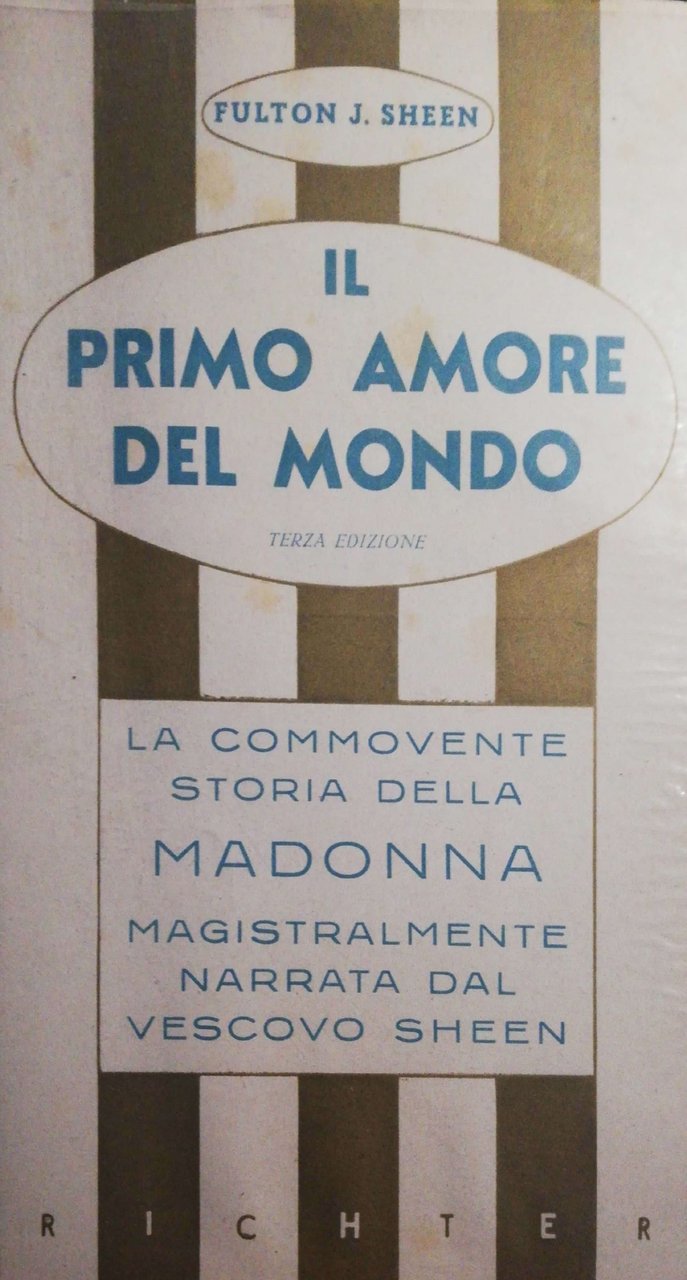 FULTON J. SHEEN
IL
PRIMO AMORE
DEL MONDO
TERZA EDIZIONE
LA COMMOVENTE
STORIA DELLA
MADONNA
MAGISTRALMENTE
NARRATA DAL
VESCOVO SHEEN
RICHTER